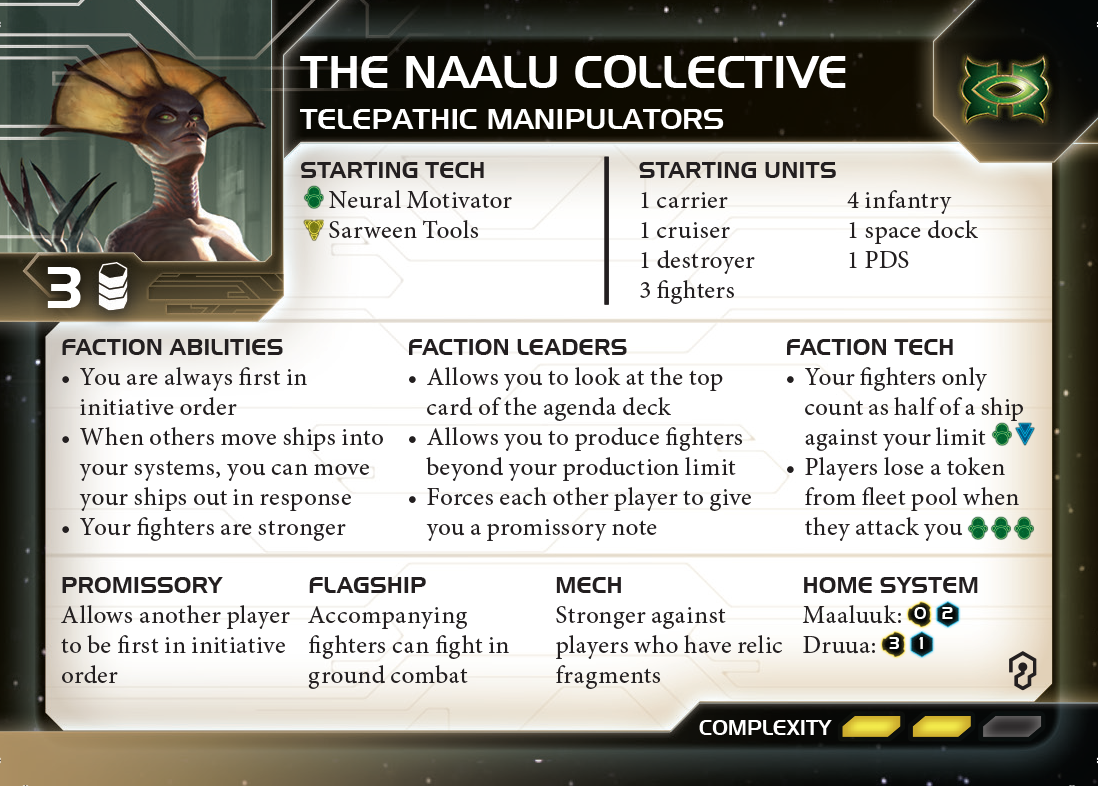 THE NAALU COLLECTIVE
TELEPATHIC MANIPULATORS
3
STARTING TECH
Neural Motivator
Sarween Tools
STARTING UNITS
1 carrier
1 cruiser
1 destroyer
3 fighters
4 infantry
1 space dock
1 PDS
FACTION ABILITIES
• You are always first in
initiative order
• When others move ships into
your systems, you can move
your ships out in response
• Your fighters are stronger
FACTION LEADERS
• Allows you to look at the top
card of the agenda deck
• Allows you to produce fighters
beyond your production limit
• Forces each other player to give
you a promissory note
FACTION TECH
• Your fighters only
count as half of a ship
against your limit
• Players lose a token
from fleet pool when
they attack you
PROMISSORY
Allows another player
to be first in initiative
order
FLAGSHIP
Accompanying
fighters can fight in
ground combat
MECH
Stronger against
players who have relic
fragments
HOME SYSTEM
Maaluuk: 0 2
Druua: 3 1
COMPLEXITY